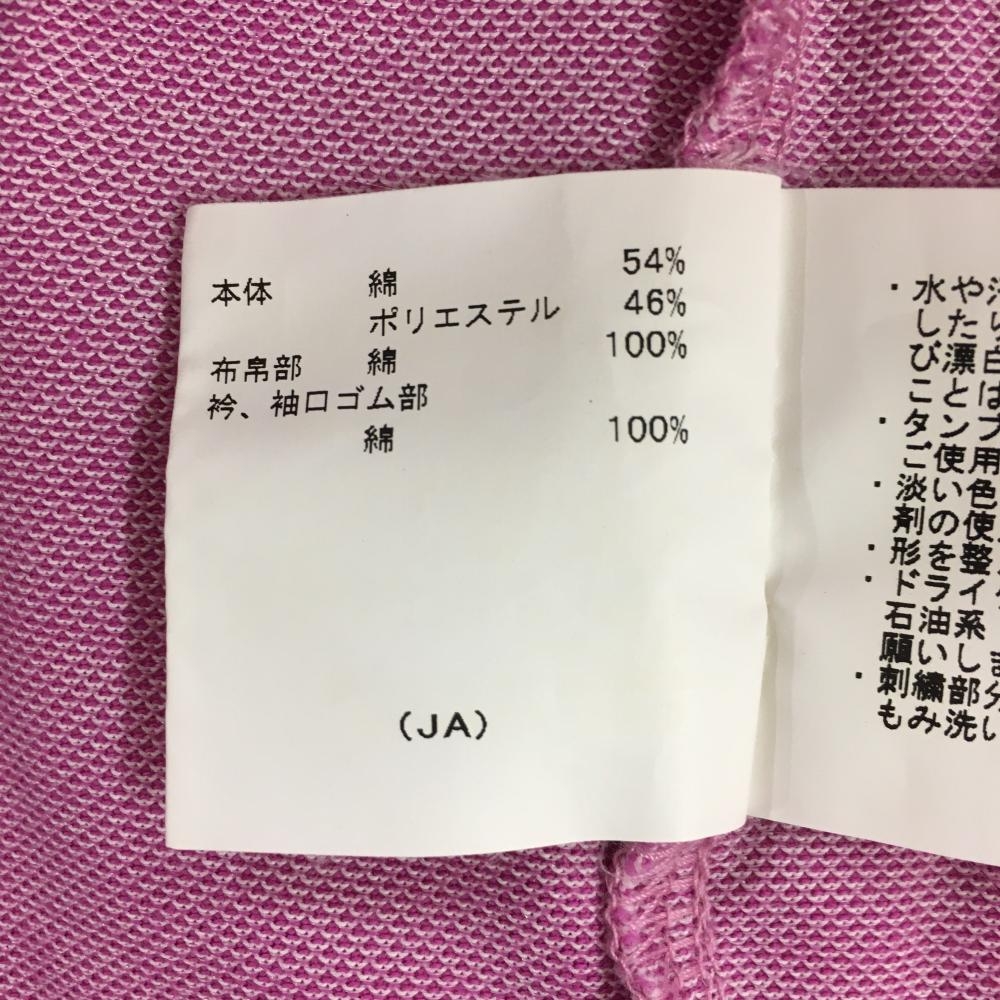 本体 綿 54%
ポリエステル 46%
布帛部 綿 100%
衿、袖口ゴム部
綿 100%
(JA)
・水や
したり
び漂白
ことは
・タンブ
ご使用
・淡い色
剤の使
・形を整
・ドライ
石油系
願いしま
・刺繍部分
もみ洗い